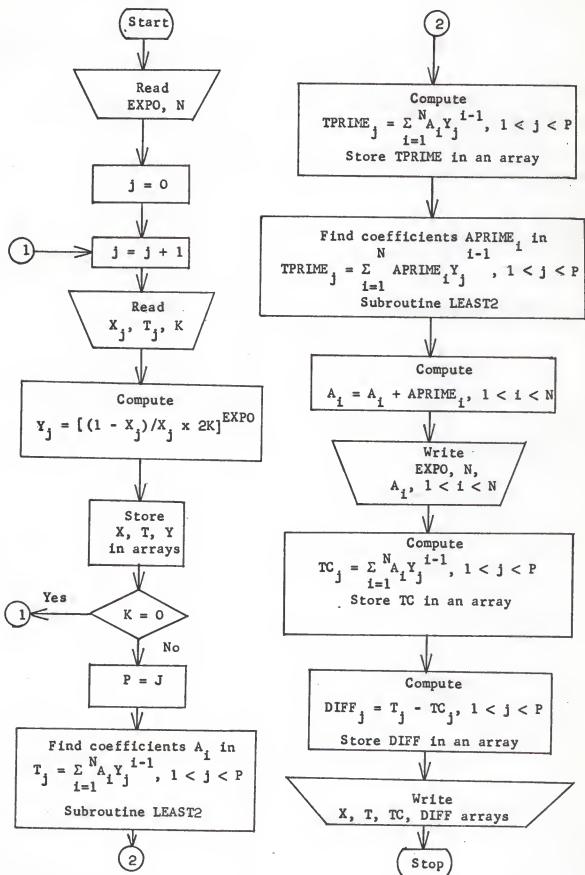 Start
Read
EXPO, N
j = 0
1
j = j + 1
Read
X_j, T_j, K
Compute
Y_j = [(1 - X_j)/X_j x 2K]^EXPO
Store
X, T, Y
in arrays
Yes
1
K = 0
No
P = J
Find coefficients A_i in
T_j = Σ_{i=1}^N A_i Y_j^{i-1}, 1 < j < P
Subroutine LEAST2
2
2
Compute
TPRIME_j = Σ_{i=1}^N A_i Y_j^{i-1}, 1 < j < P
Store TPRIME in an array
Find coefficients APRIME_i in
TPRIME_j = Σ_{i=1}^N APRIME_i Y_j^{i-1}, 1 < j < P
Subroutine LEAST2
Compute
A_i = A_i + APRIME_i, 1 < i < N
Write
EXPO, N,
A_i, 1 < i < N
Compute
TC_j = Σ_{i=1}^N A_i Y_j^{i-1}, 1 < j < P
Store TC in an array
Compute
DIFF_j = T_j - TC_j, 1 < j < P
Store DIFF in an array
Write
X, T, TC, DIFF arrays
Stop